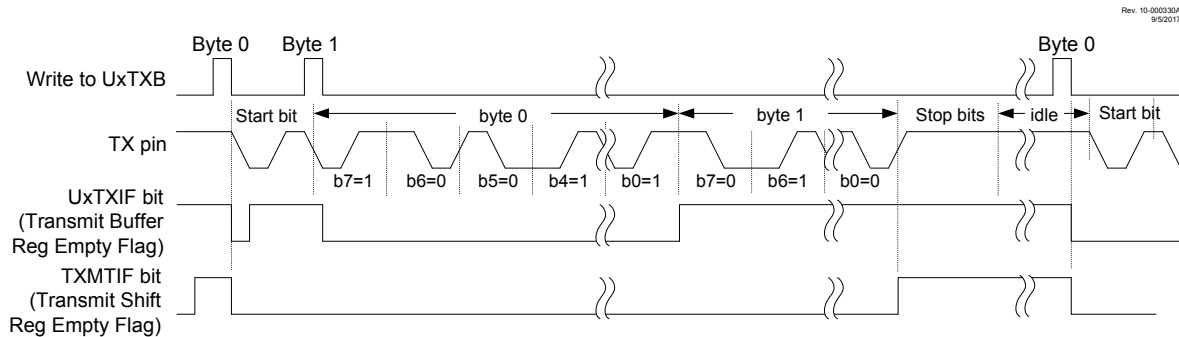 Rev. 10-000330A
9/5/2017
Byte 0 Byte 1 Byte 0
Write to UxTXB
Start bit byte 0 byte 1 Stop bits idle Start bit
TX pin
b7=1 b6=0 b5=0 b4=1 b0=1 b7=0 b6=1 b0=0
UxTXIF bit
(Transmit Buffer
Reg Empty Flag)
TXMTIF bit
(Transmit Shift
Reg Empty Flag)